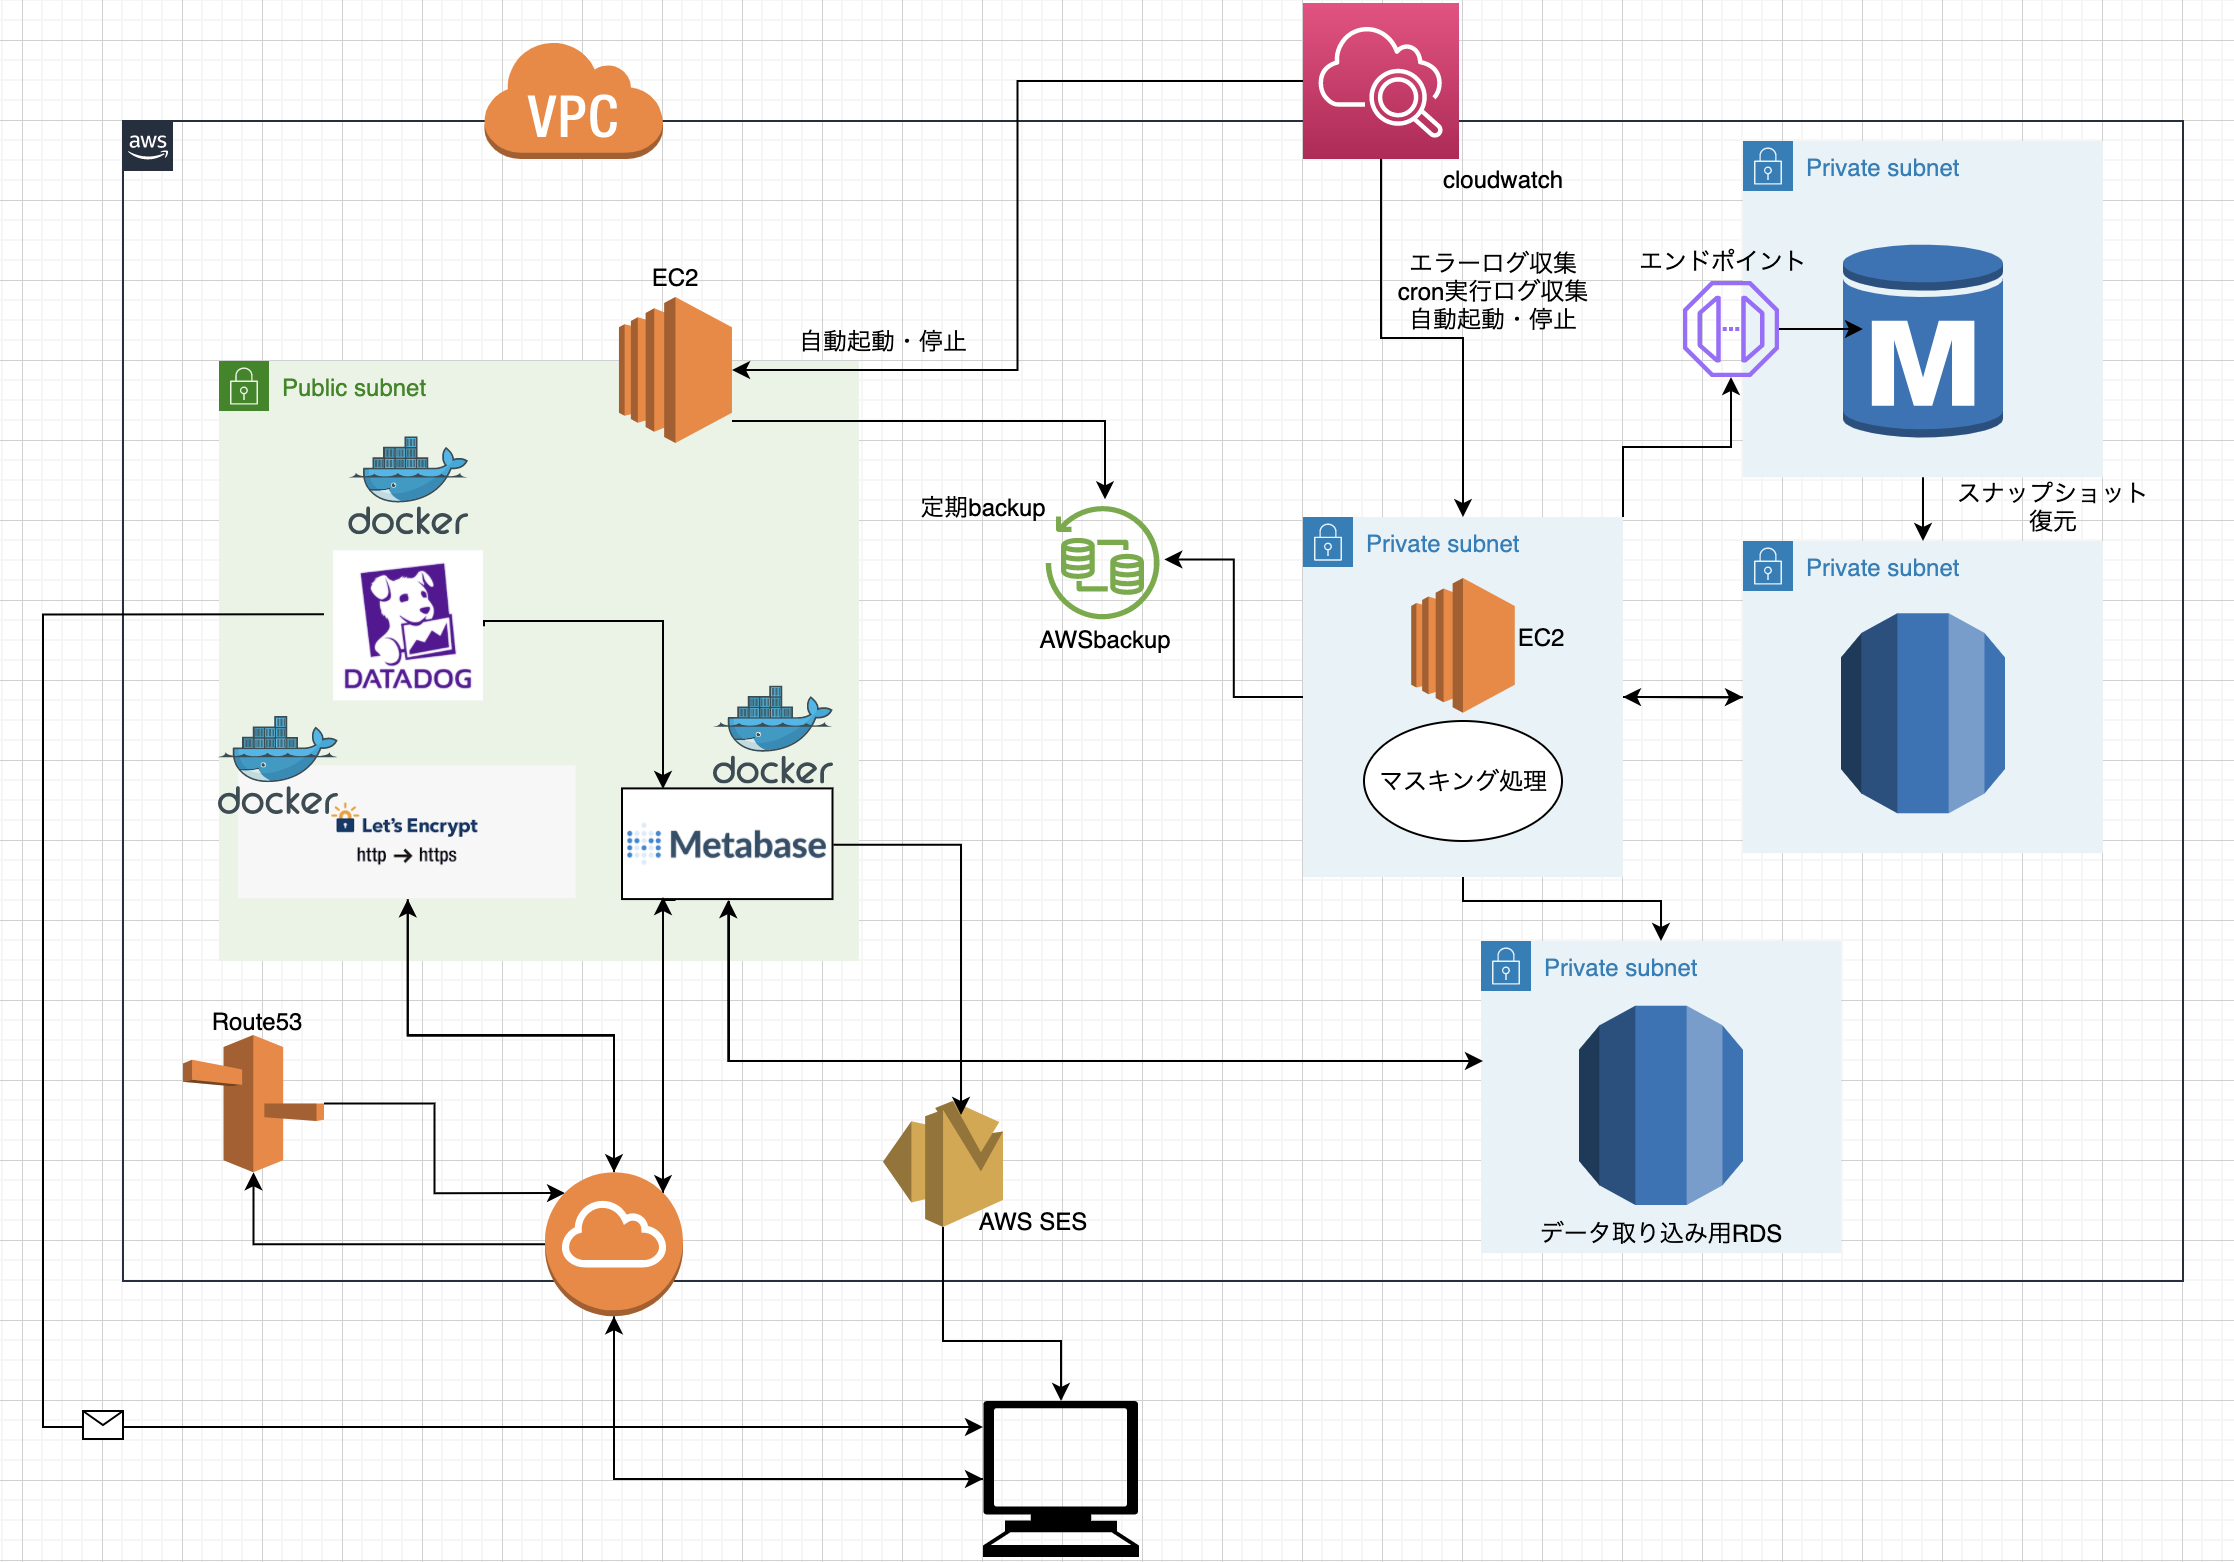 VPC
aws
cloudwatch
Private subnet
エンドポイント
エラーログ収集
cron実行ログ収集
自動起動・停止
M
EC2
自動起動・停止
Public subnet
docker
定期backup
AWSbackup
スナップショット
復元
Private subnet
EC2
マスキング処理
Private subnet
DATADOG
docker
docker
Let's Encrypt
http → https
Metabase
Private subnet
データ取り込み用RDS
Route53
AWS SES